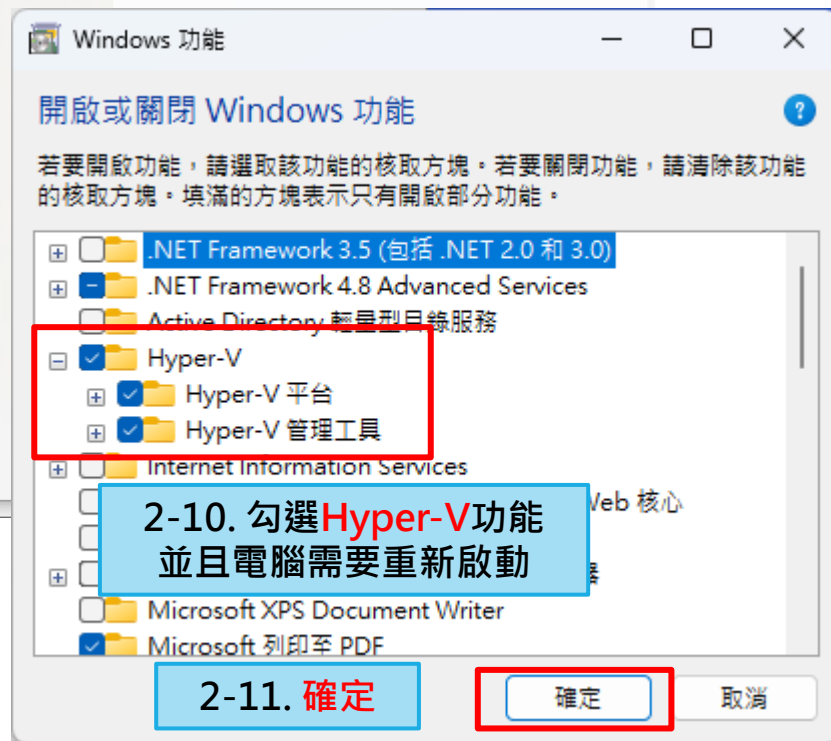 Windows 功能
開啟或關閉 Windows 功能
若要開啟功能，請選取該功能的核取方塊。若要關閉功能，請清除該功能
的核取方塊。填滿的方塊表示只有開啟部分功能。
.NET Framework 3.5 (包括 .NET 2.0 和 3.0)
.NET Framework 4.8 Advanced Services
Active Directory 輕量型目錄服務
Hyper-V
Hyper-V 平台
Hyper-V 管理工具
Internet Information Services
Web 核心
2-10. 勾選Hyper-V功能
並且電腦需要重新啟動
Microsoft XPS Document Writer
Microsoft 列印至 PDF
2-11. 確定
確定
取消